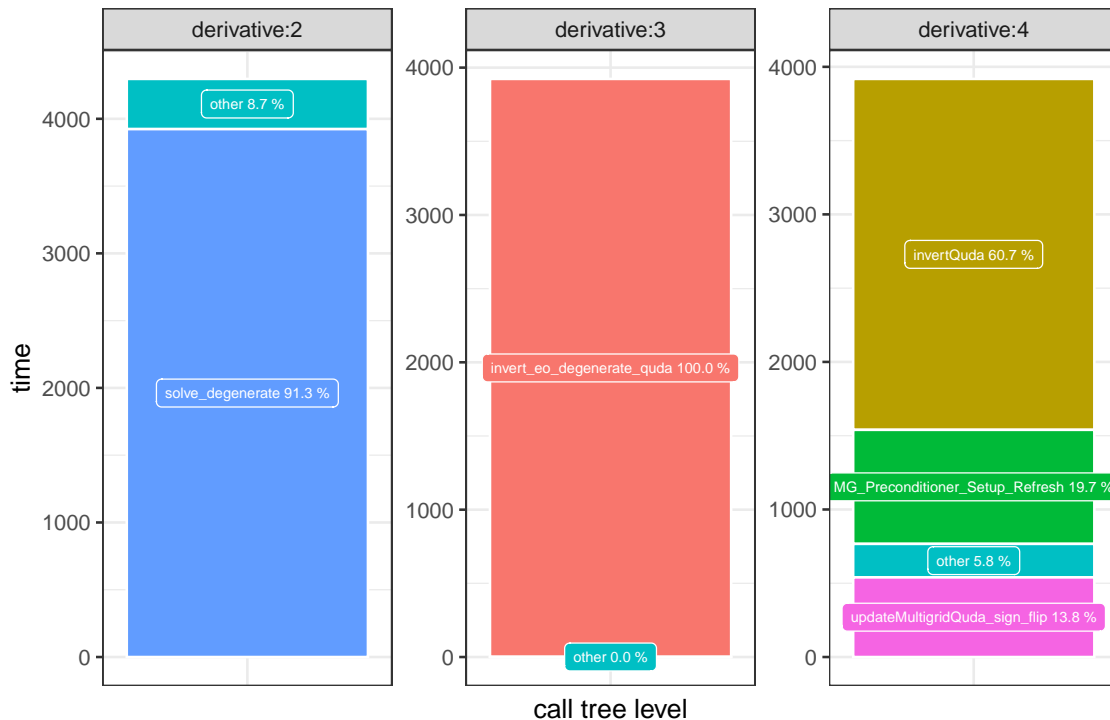 derivative:2
derivative:3
derivative:4
time
4000
3000
2000
1000
0
other 8.7 %
solve_degenerate 91.3 %
4000
3000
2000
1000
0
invert_eo_degenerate_quda 100.0 %
other 0.0 %
4000
3000
2000
1000
0
invertQuda 60.7 %
MG_Preconditioner_Setup_Refresh 19.7 %
other 5.8 %
updateMultigridQuda_sign_flip 13.8 %
call tree level